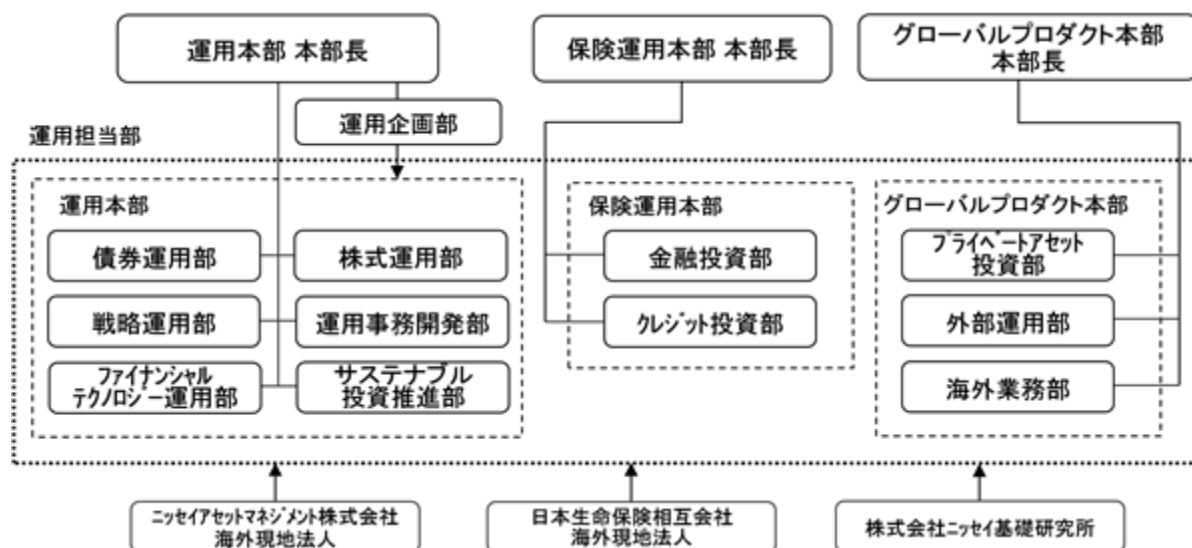 運用本部 本部長
保険運用本部 本部長
グローバルプロダクト本部
本部長
運用企画部
運用担当部
運用本部
債券運用部
株式運用部
戦略運用部
運用事務開発部
ファイナンシャル
テクノロジー運用部
サステナブル
投資推進部
保険運用本部
金融投資部
クレジット投資部
グローバルプロダクト本部
プライベートアセット
投資部
外部運用部
海外業務部
ニッセイアセットマネジメント株式会社
海外現地法人
日本生命保険相互会社
海外現地法人
株式会社ニッセイ基礎研究所